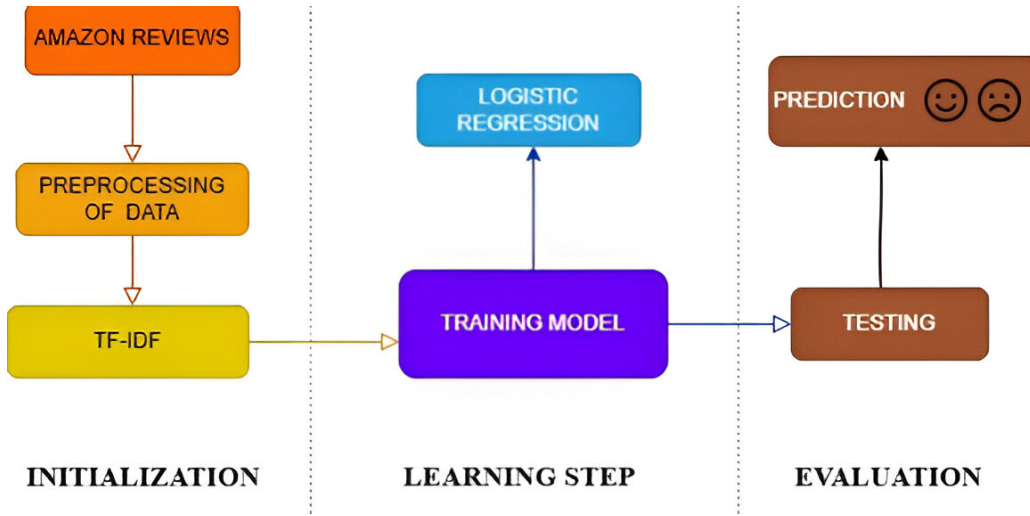 AMAZON REVIEWS
PREPROCESSING
OF DATA
TF-IDF
INITIALIZATION
LOGISTIC
REGRESSION
TRAINING MODEL
LEARNING STEP
PREDICTION
TESTING
EVALUATION